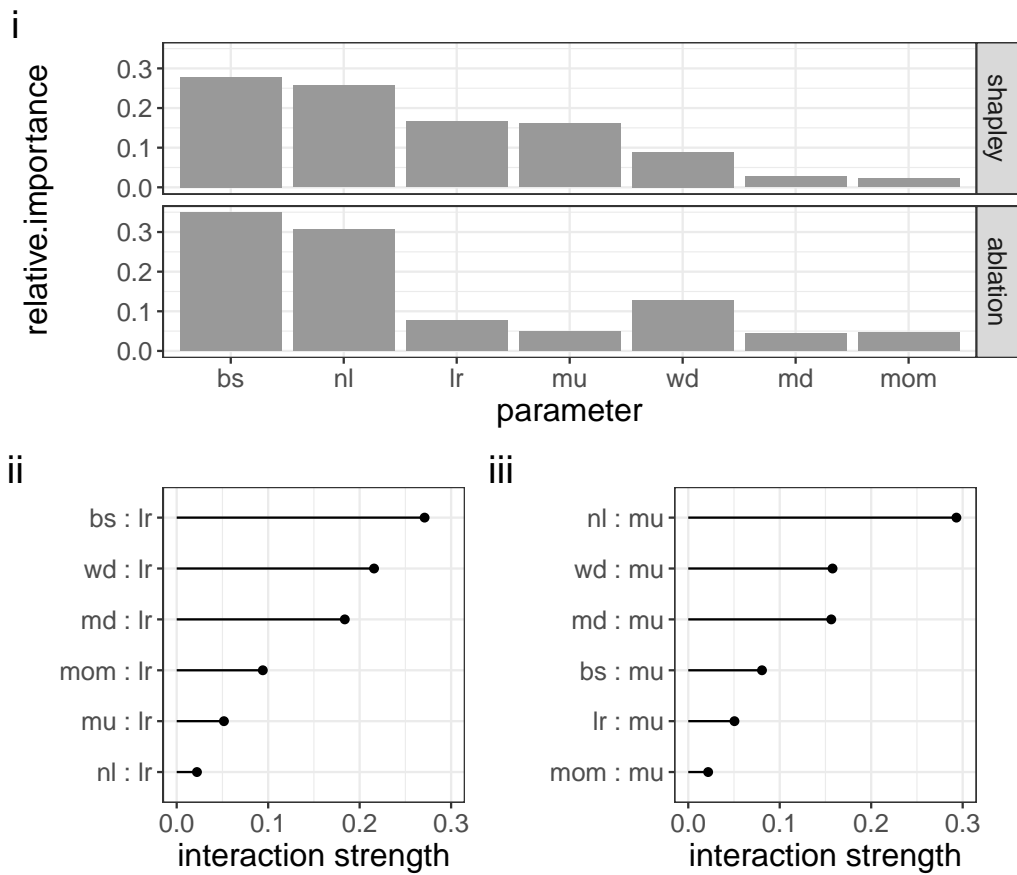 i
relative.importance
0.3
0.2
0.1
0.0
shapley
0.3
0.2
0.1
0.0
ablation
bs nl lr mu wd md mom
parameter
ii
bs : lr
wd : lr
md : lr
mom : lr
mu : lr
nl : lr
0.0 0.1 0.2 0.3
interaction strength
iii
nl : mu
wd : mu
md : mu
bs : mu
lr : mu
mom : mu
0.0 0.1 0.2 0.3
interaction strength